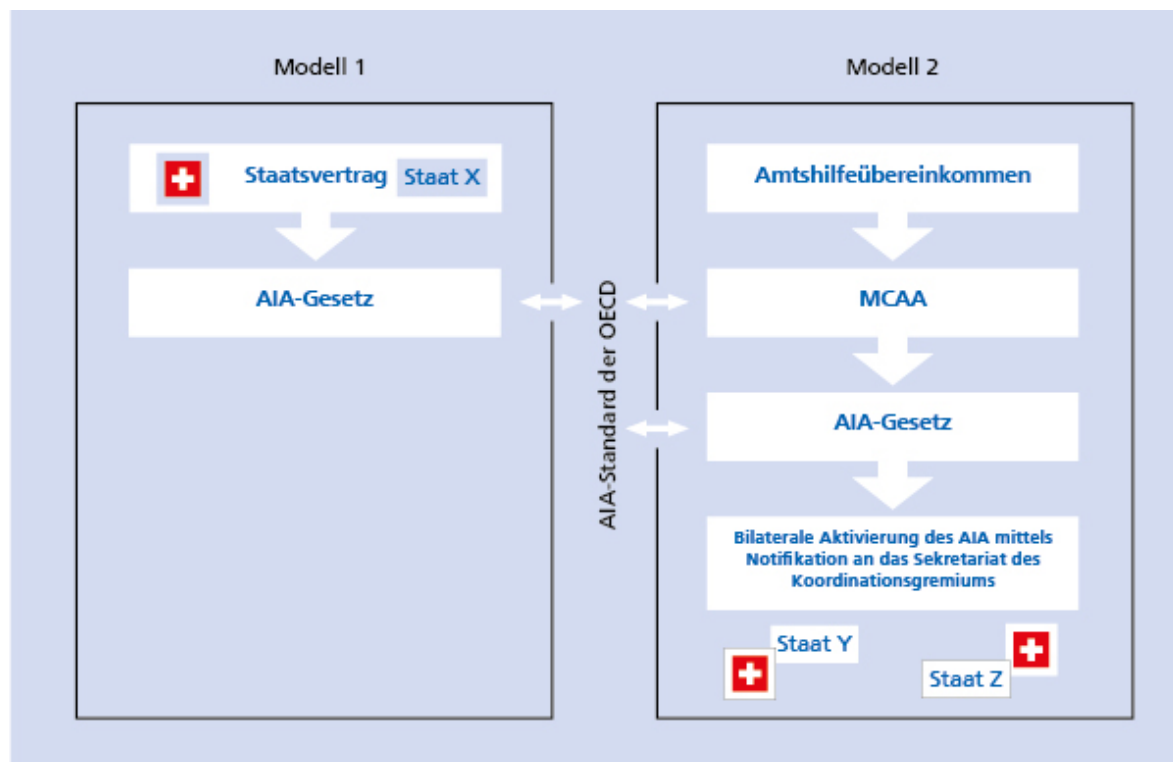 Modell 1
Staatsvertrag
Staat X
AIA-Gesetz
AIA-Standard der OECD
Modell 2
Amtshilfeübereinkommen
MCAA
AIA-Gesetz
Bilaterale Aktivierung des AIA mittels
Notifikation an das Sekretariat des
Koordinationsgremiums
Staat Y
Staat Z